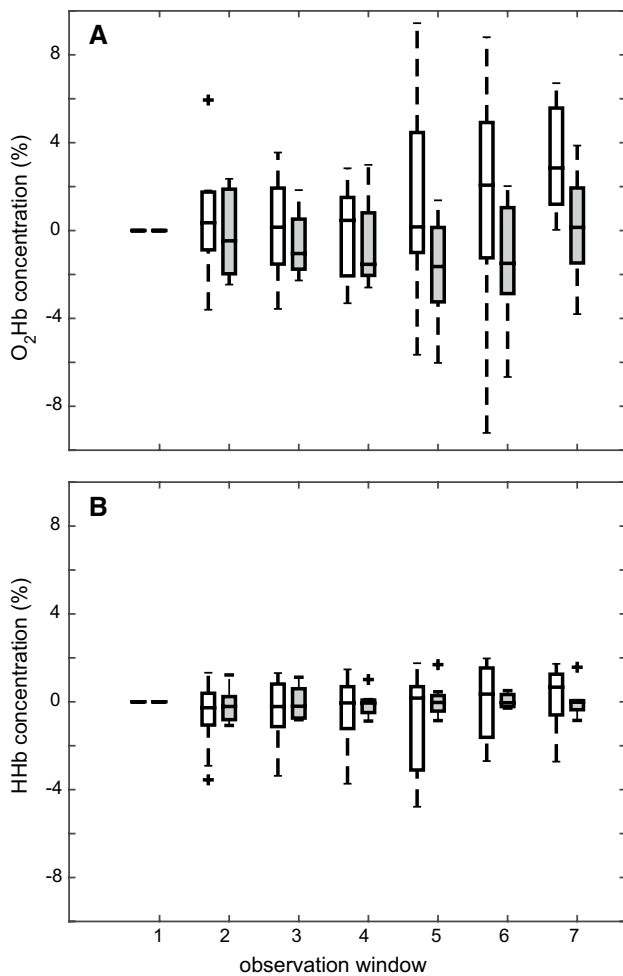 A
8
4
0
-4
-8
O₂Hb concentration (%)
B
8
4
0
-4
-8
HHb concentration (%)
1 2 3 4 5 6 7
observation window